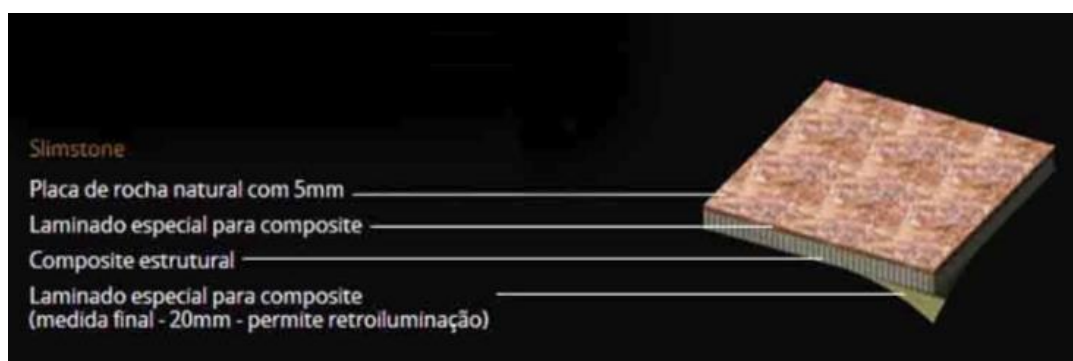 Slimstone
Placa de rocha natural com 5mm
Laminado especial para composite
Composite estrutural
Laminado especial para composite
(medida final - 20mm - permite retroiluminação)